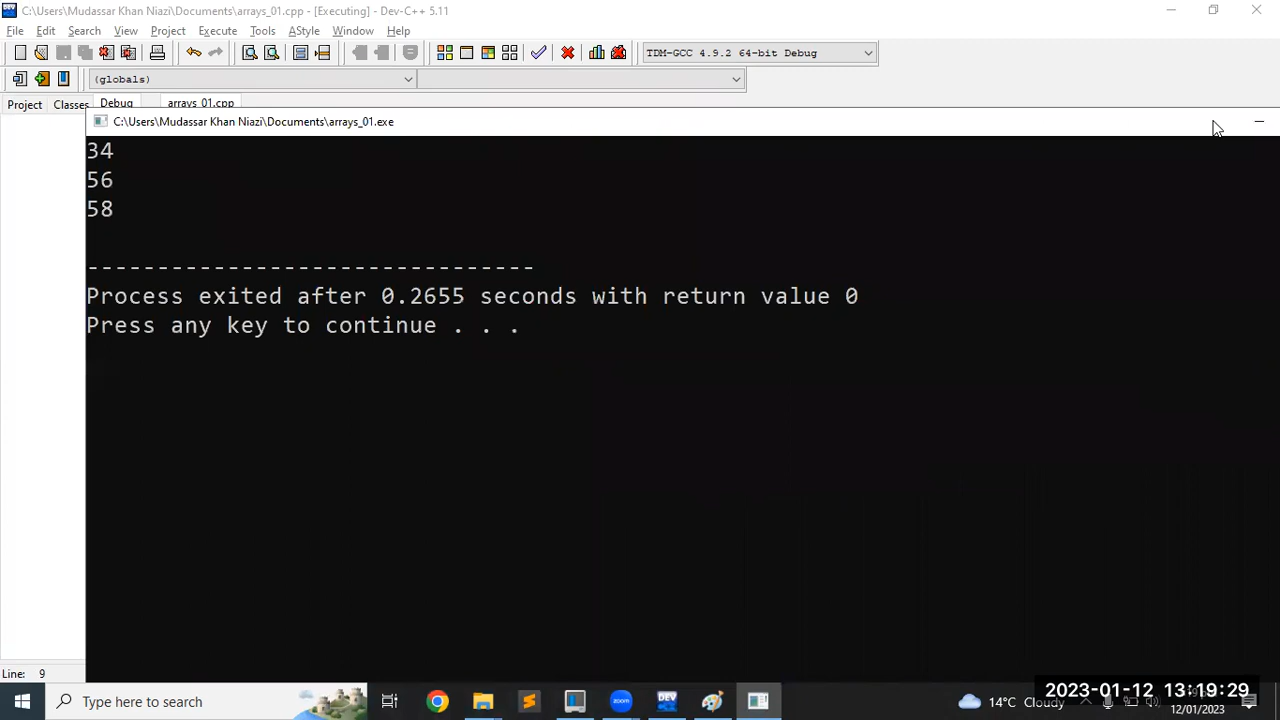 C:\Users\Mudassar Khan Niazi\Documents\arrays_01.cpp - [Executing] - Dev-C++ 5.11
File Edit Search View Project Execute Tools AStyle Window Help
TDM-GCC 4.9.2 64-bit Debug
(globals)
Project Classes Debug arrays_01.cpp
C:\Users\Mudassar Khan Niazi\Documents\arrays_01.exe
34
56
58
--------------------------------
Process exited after 0.2655 seconds with return value 0
Press any key to continue . . .
Line: 9
DEV
Type here to search
zoom
DEV
14°C Cloudy
2023-01-12 13:19:29
12/01/2023